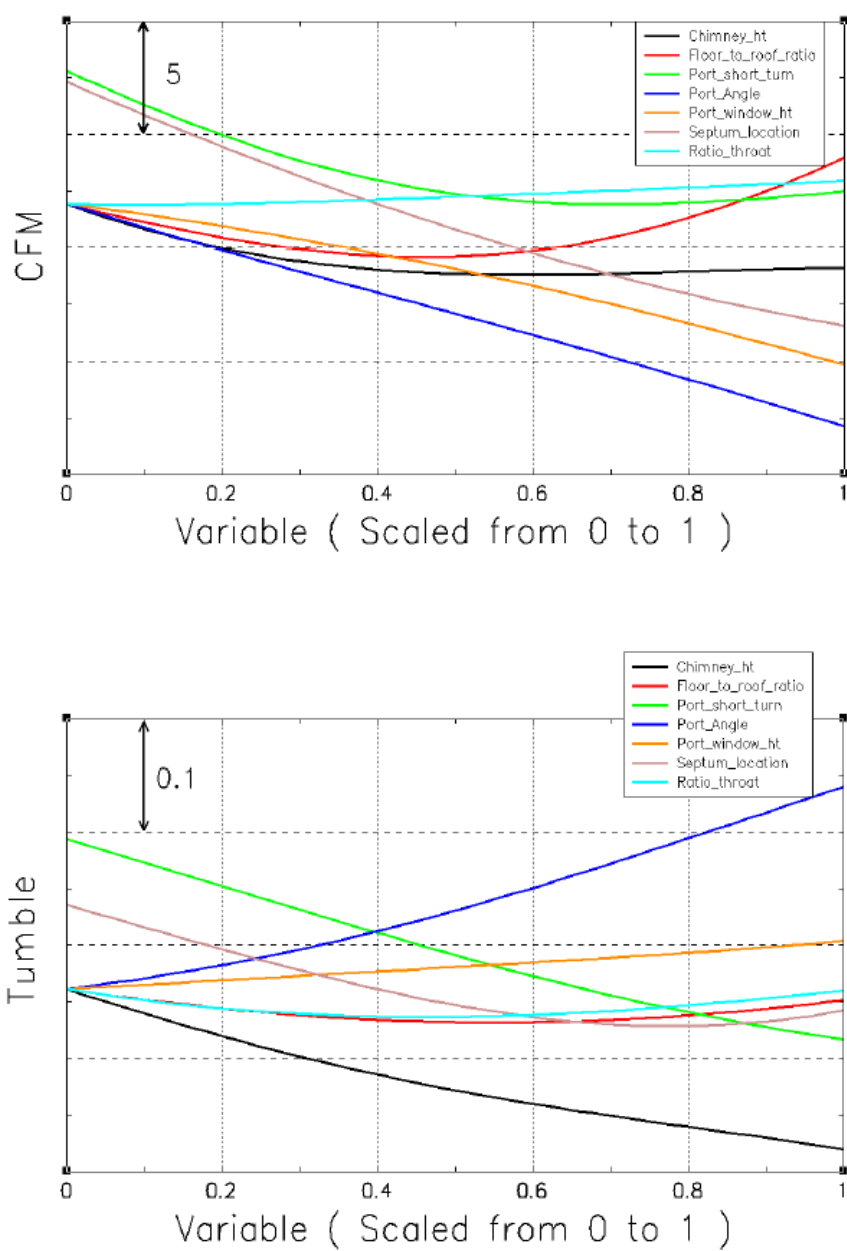 5
Chimney_ht
Floor_to_roof_ratio
Port_short_turn
Port_Angle
Port_window_ht
Septum_location
Ratio_throat
CFM
0 0.2 0.4 0.6 0.8 1
Variable ( Scaled from 0 to 1 )
Chimney_ht
Floor_to_roof_ratio
Port_short_turn
Port_Angle
Port_window_ht
Septum_location
Ratio_throat
0.1
Tumble
0 0.2 0.4 0.6 0.8 1
Variable ( Scaled from 0 to 1 )